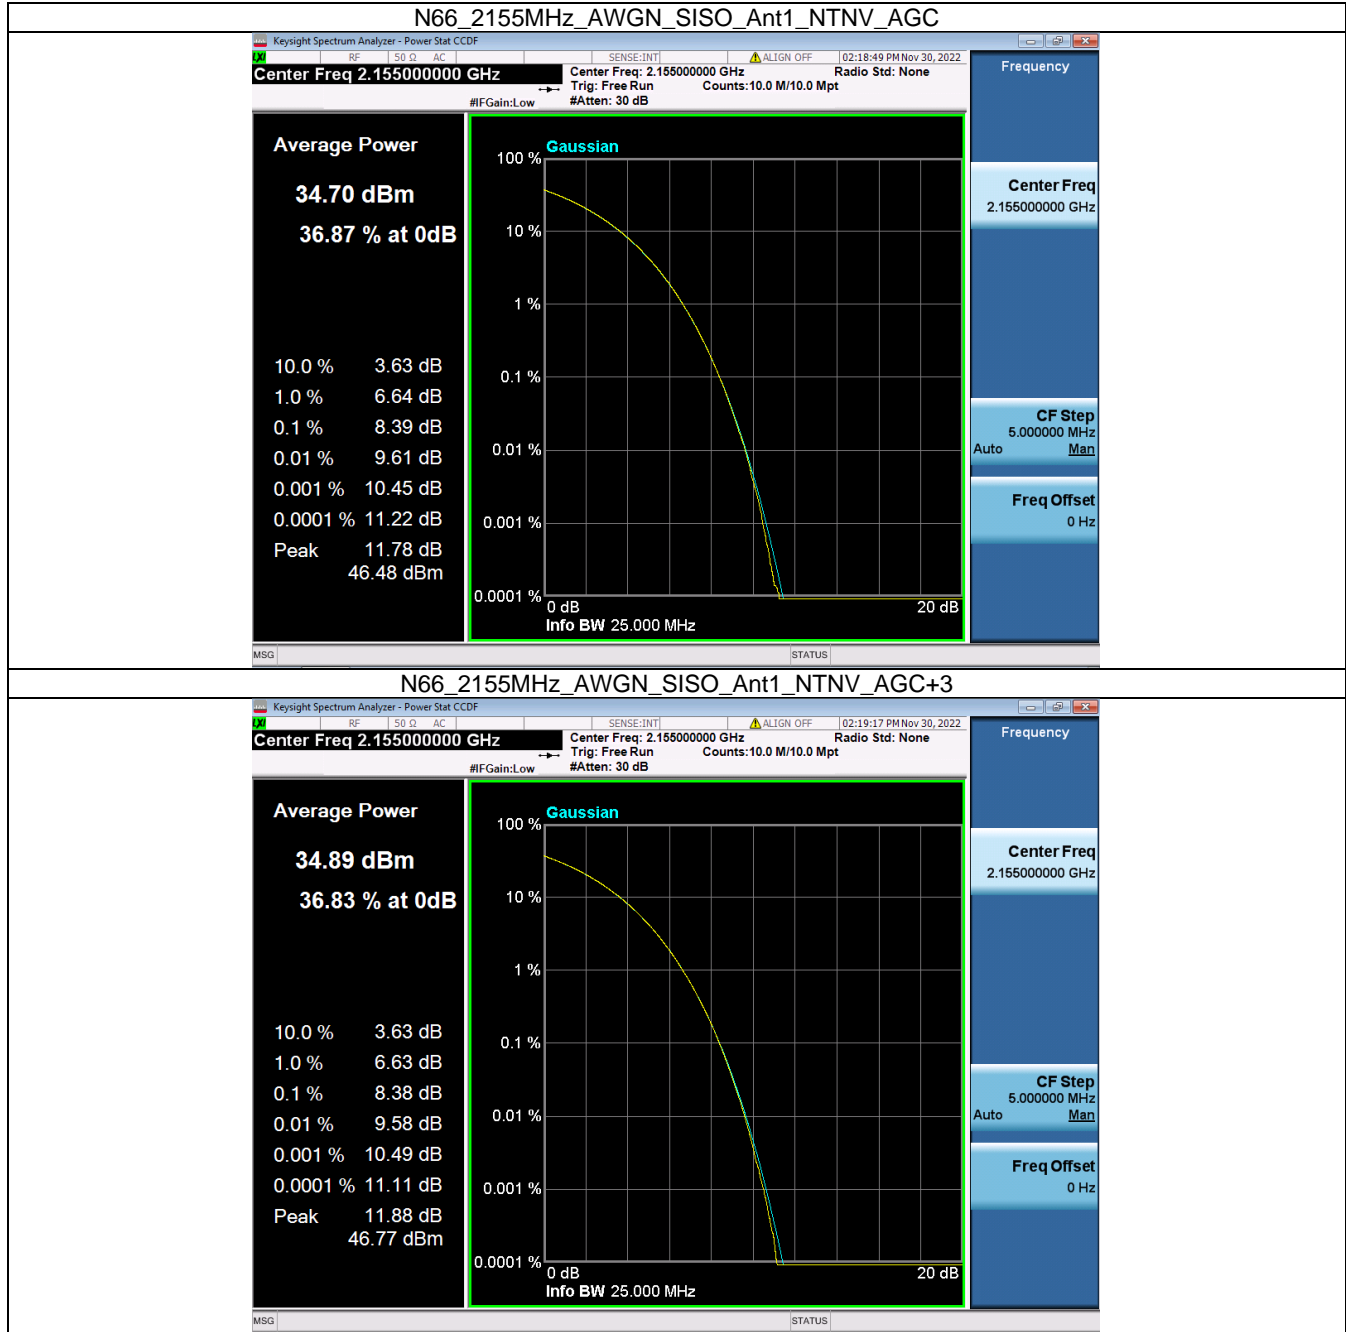 N66_2155MHz_AWGN_SISO_Ant1_NTNV_AGC
Keysight Spectrum Analyzer - Power Stat CCDF
LXI RF 50 Ω AC SENSE:INT ALIGN OFF 02:18:49 PM Nov 30, 2022
Center Freq 2.155000000 GHz
Center Freq: 2.155000000 GHz Radio Std: None
Trig: Free Run Counts:10.0 M/10.0 Mpt
#IFGain:Low #Atten: 30 dB
Frequency
Average Power
34.70 dBm
36.87 % at 0dB
10.0 % 3.63 dB
1.0 % 6.64 dB
0.1 % 8.39 dB
0.01 % 9.61 dB
0.001 % 10.45 dB
0.0001 % 11.22 dB
Peak 11.78 dB
46.48 dBm
Gaussian
100 %
10 %
1 %
0.1 %
0.01 %
0.001 %
0.0001 %
0 dB 20 dB
Info BW 25.000 MHz
Center Freq
2.155000000 GHz
CF Step
5.000000 MHz
Auto Man
Freq Offset
0 Hz
MSG STATUS
N66_2155MHz_AWGN_SISO_Ant1_NTNV_AGC+3
Keysight Spectrum Analyzer - Power Stat CCDF
LXI RF 50 Ω AC SENSE:INT ALIGN OFF 02:19:17 PM Nov 30, 2022
Center Freq 2.155000000 GHz
Center Freq: 2.155000000 GHz Radio Std: None
Trig: Free Run Counts:10.0 M/10.0 Mpt
#IFGain:Low #Atten: 30 dB
Frequency
Average Power
34.89 dBm
36.83 % at 0dB
10.0 % 3.63 dB
1.0 % 6.63 dB
0.1 % 8.38 dB
0.01 % 9.58 dB
0.001 % 10.49 dB
0.0001 % 11.11 dB
Peak 11.88 dB
46.77 dBm
Gaussian
100 %
10 %
1 %
0.1 %
0.01 %
0.001 %
0.0001 %
0 dB 20 dB
Info BW 25.000 MHz
Center Freq
2.155000000 GHz
CF Step
5.000000 MHz
Auto Man
Freq Offset
0 Hz
MSG STATUS